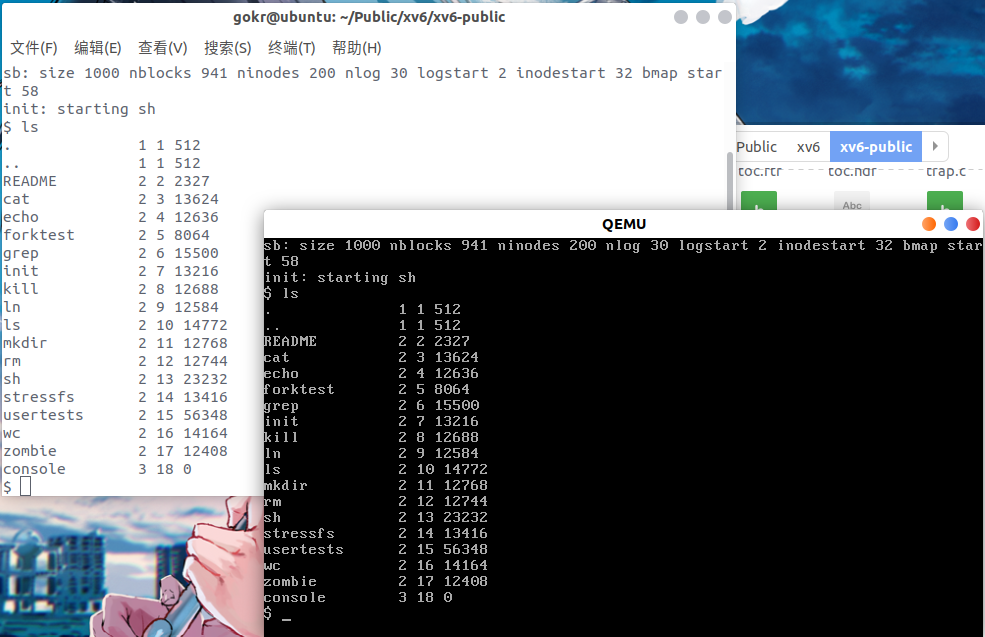 gokr@ubuntu: ~/Public/xv6/xv6-public
文件(F) 编辑(E) 查看(V) 搜索(S) 终端(T) 帮助(H)
sb: size 1000 nblocks 941 ninodes 200 nlog 30 logstart 2 inodestart 32 bmap star
t 58
init: starting sh
$ ls
. 1 1 512
.. 1 1 512
README 2 2 2327
cat 2 3 13624
echo 2 4 12636
forktest 2 5 8064
grep 2 6 15500
init 2 7 13216
kill 2 8 12688
ln 2 9 12584
ls 2 10 14772
mkdir 2 11 12768
rm 2 12 12744
sh 2 13 23232
stressfs 2 14 13416
usertests 2 15 56348
wc 2 16 14164
zombie 2 17 12408
console 3 18 0
$
Public xv6 xv6-public
toc.ftr toc.hdr trap.c
h Abc h
QEMU
sb: size 1000 nblocks 941 ninodes 200 nlog 30 logstart 2 inodestart 32 bmap star
t 58
init: starting sh
$ ls
. 1 1 512
.. 1 1 512
README 2 2 2327
cat 2 3 13624
echo 2 4 12636
forktest 2 5 8064
grep 2 6 15500
init 2 7 13216
kill 2 8 12688
ln 2 9 12584
ls 2 10 14772
mkdir 2 11 12768
rm 2 12 12744
sh 2 13 23232
stressfs 2 14 13416
usertests 2 15 56348
wc 2 16 14164
zombie 2 17 12408
console 3 18 0
$ _